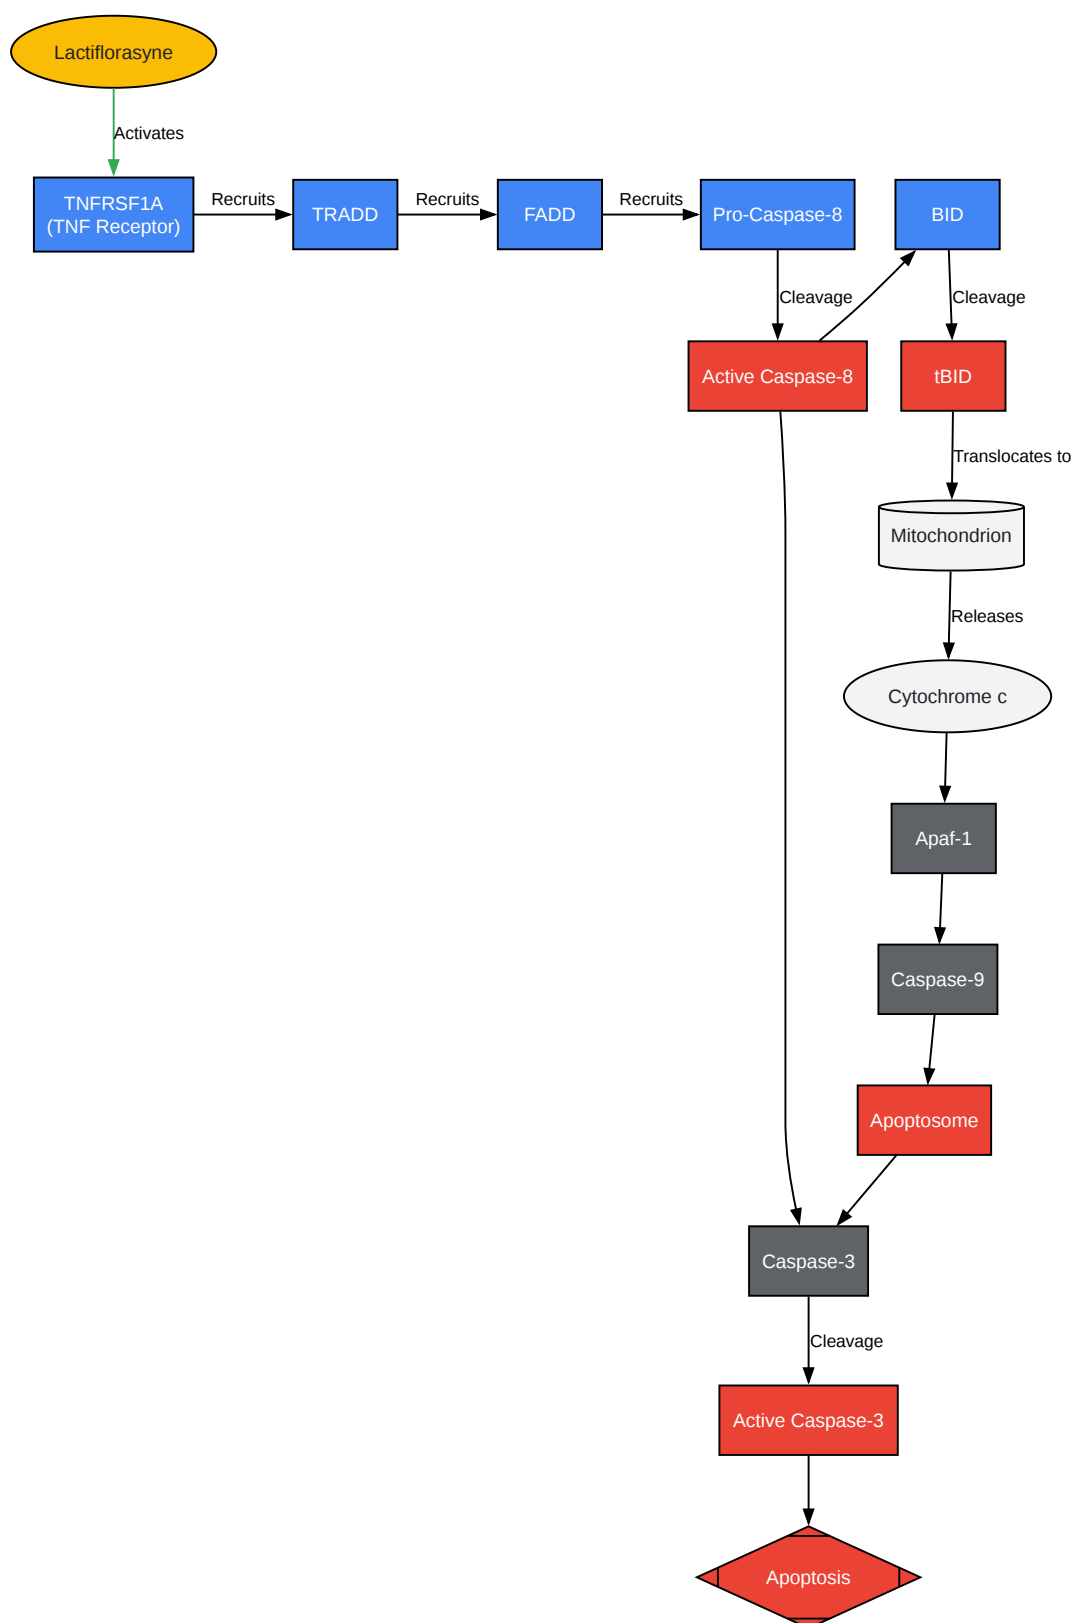 Lactiflorasyne
Activates
TNFRSF1A
(TNF Receptor)
Recruits
TRADD
Recruits
FADD
Recruits
Pro-Caspase-8
BID
Cleavage
Cleavage
Active Caspase-8
tBID
Translocates to
Mitochondrion
Releases
Cytochrome c
Apaf-1
Caspase-9
Apoptosome
Caspase-3
Cleavage
Active Caspase-3
Apoptosis